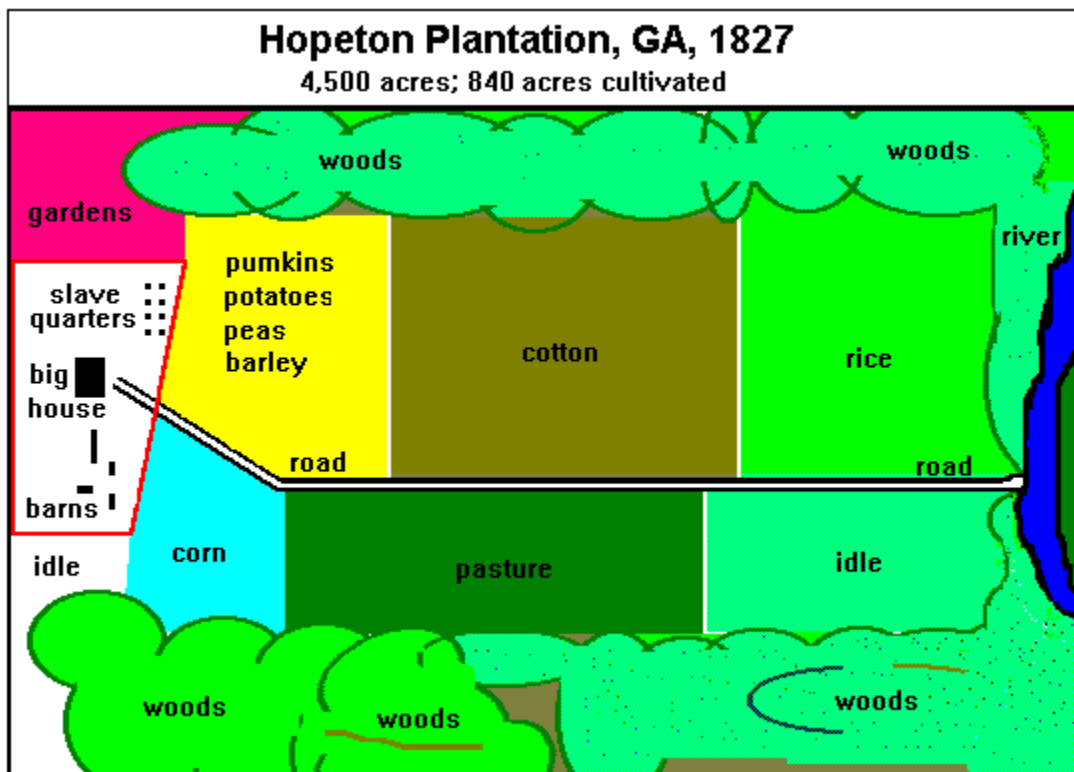 Hopeton Plantation, GA, 1827
4,500 acres; 840 acres cultivated
woods
woods
gardens
river
slave
quarters
pumkins
potatoes
peas
barley
cotton
rice
big
house
road
road
barns
idle
corn
pasture
idle
woods
woods
woods